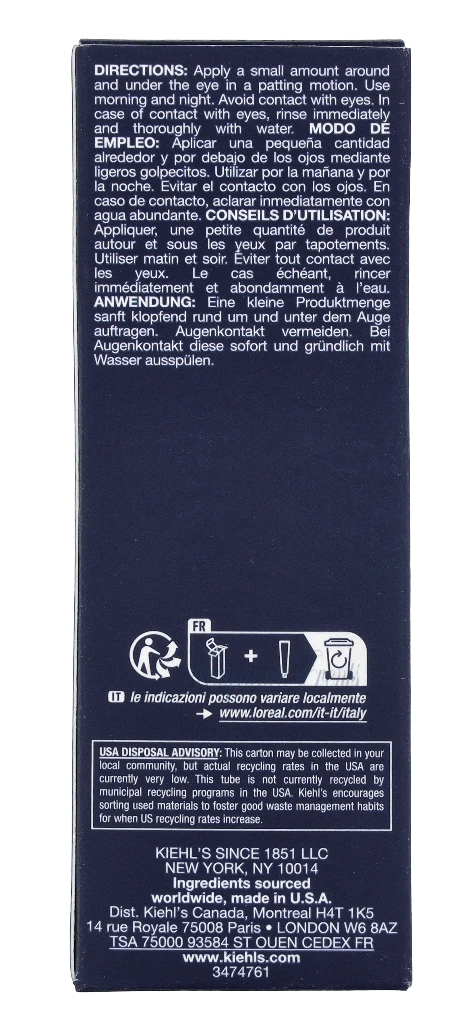 DIRECTIONS: Apply a small amount around
and under the eye in a patting motion. Use
morning and night. Avoid contact with eyes. In
case of contact with eyes, rinse immediately
and thoroughly with water. MODO DE
EMPLEO: Aplicar una pequeña cantidad
alrededor y por debajo de los ojos mediante
ligeros golpecitos. Utilizar por la mañana y por
la noche. Evitar el contacto con los ojos. En
caso de contacto, aclarar inmediatamente con
agua abundante. CONSEILS D'UTILISATION:
Appliquer, une petite quantité de produit
autour et sous les yeux par tapotements.
Utiliser matin et soir. Éviter tout contact avec
les yeux. Le cas échéant, rincer
immédiatement et abondamment à l'eau.
ANWENDUNG: Eine kleine Produktmenge
sanft klopfend rund um und unter dem Auge
auftragen. Augenkontakt vermeiden. Bei
Augenkontakt diese sofort und gründlich mit
Wasser ausspülen.
FR
+
IT le indicazioni possono variare localmente
→ www.loreal.com/it-it/italy
USA DISPOSAL ADVISORY: This carton may be collected in your
local community, but actual recycling rates in the USA are
currently very low. This tube is not currently recycled by
municipal recycling programs in the USA. Kiehl's encourages
sorting used materials to foster good waste management habits
for when US recycling rates increase.
KIEHL'S SINCE 1851 LLC
NEW YORK, NY 10014
Ingredients sourced
worldwide, made in U.S.A.
Dist. Kiehl's Canada, Montreal H4T 1K5
14 rue Royale 75008 Paris • LONDON W6 8AZ
TSA 75000 93584 ST OUEN CEDEX FR
www.kiehls.com
3474761